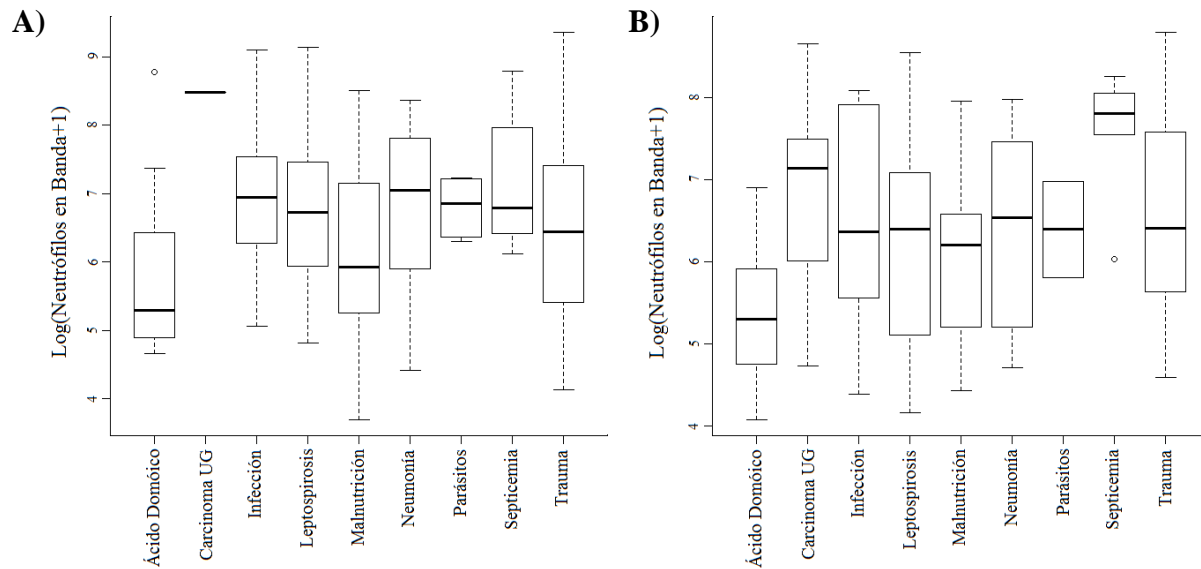 A)
Log(Neutrófilos en Banda+1)
9
8
7
6
5
4
Ácido Domóico
Carcinoma UG
Infección
Leptospirosis
Malnutrición
Neumonía
Parásitos
Septicemia
Trauma
B)
Log(Neutrófilos en Banda+1)
8
7
6
5
4
Ácido Domóico
Carcinoma UG
Infección
Leptospirosis
Malnutrición
Neumonía
Parásitos
Septicemia
Trauma